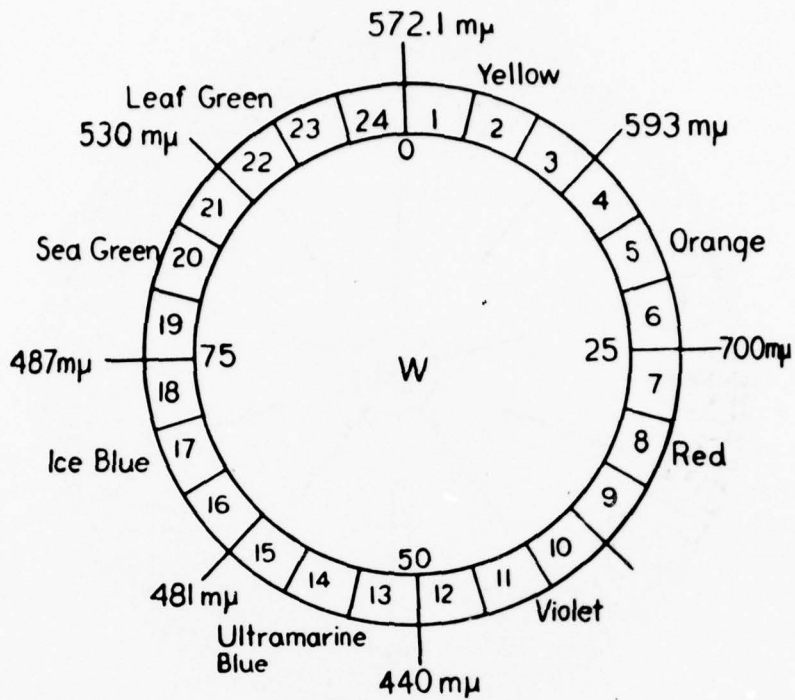 572.1 mµ
Yellow
Leaf Green
530 mµ
593 mµ
24 1 2 3 4 5 6 7 8 9 10 11 12 13 14 15 16 17 18 19 20 21 22 23
0
Sea Green
Orange
487mµ
75
W
25
700mµ
Ice Blue
Red
50
481 mµ
Violet
Ultramarine
Blue
440 mµ